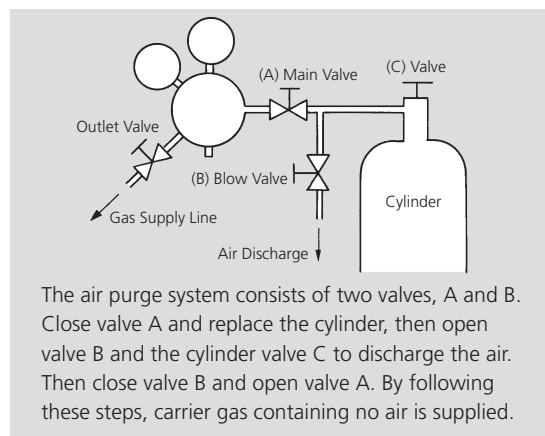 (A) Main Valve
(C) Valve
Outlet Valve
(B) Blow Valve
Cylinder
Gas Supply Line
Air Discharge
The air purge system consists of two valves, A and B.
Close valve A and replace the cylinder, then open
valve B and the cylinder valve C to discharge the air.
Then close valve B and open valve A. By following
these steps, carrier gas containing no air is supplied.